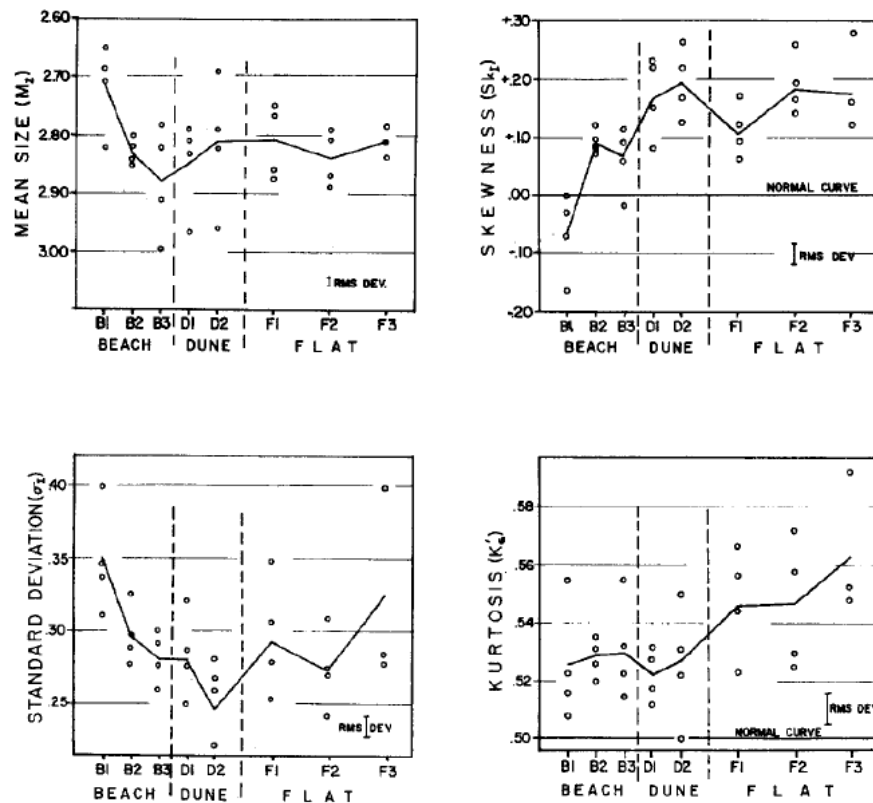 2.60
2.70
2.80
2.90
3.00
MEAN SIZE (M_z)
RMS DEV.
B1 B2 B3 D1 D2 F1 F2 F3
BEACH DUNE FLAT
+.30
+.20
+.10
.00
-.10
-.20
SKEWNESS (Sk_I)
NORMAL CURVE
RMS DEV
B1 B2 B3 D1 D2 F1 F2 F3
BEACH DUNE FLAT
.40
.35
.30
.25
STANDARD DEVIATION (σ_I)
RMS DEV
B1 B2 B3 D1 D2 F1 F2 F3
BEACH DUNE FLAT
.58
.56
.54
.52
.50
KURTOSIS (K'_G)
RMS DEV
NORMAL CURVE
B1 B2 B3 D1 D2 F1 F2 F3
BEACH DUNE FLAT